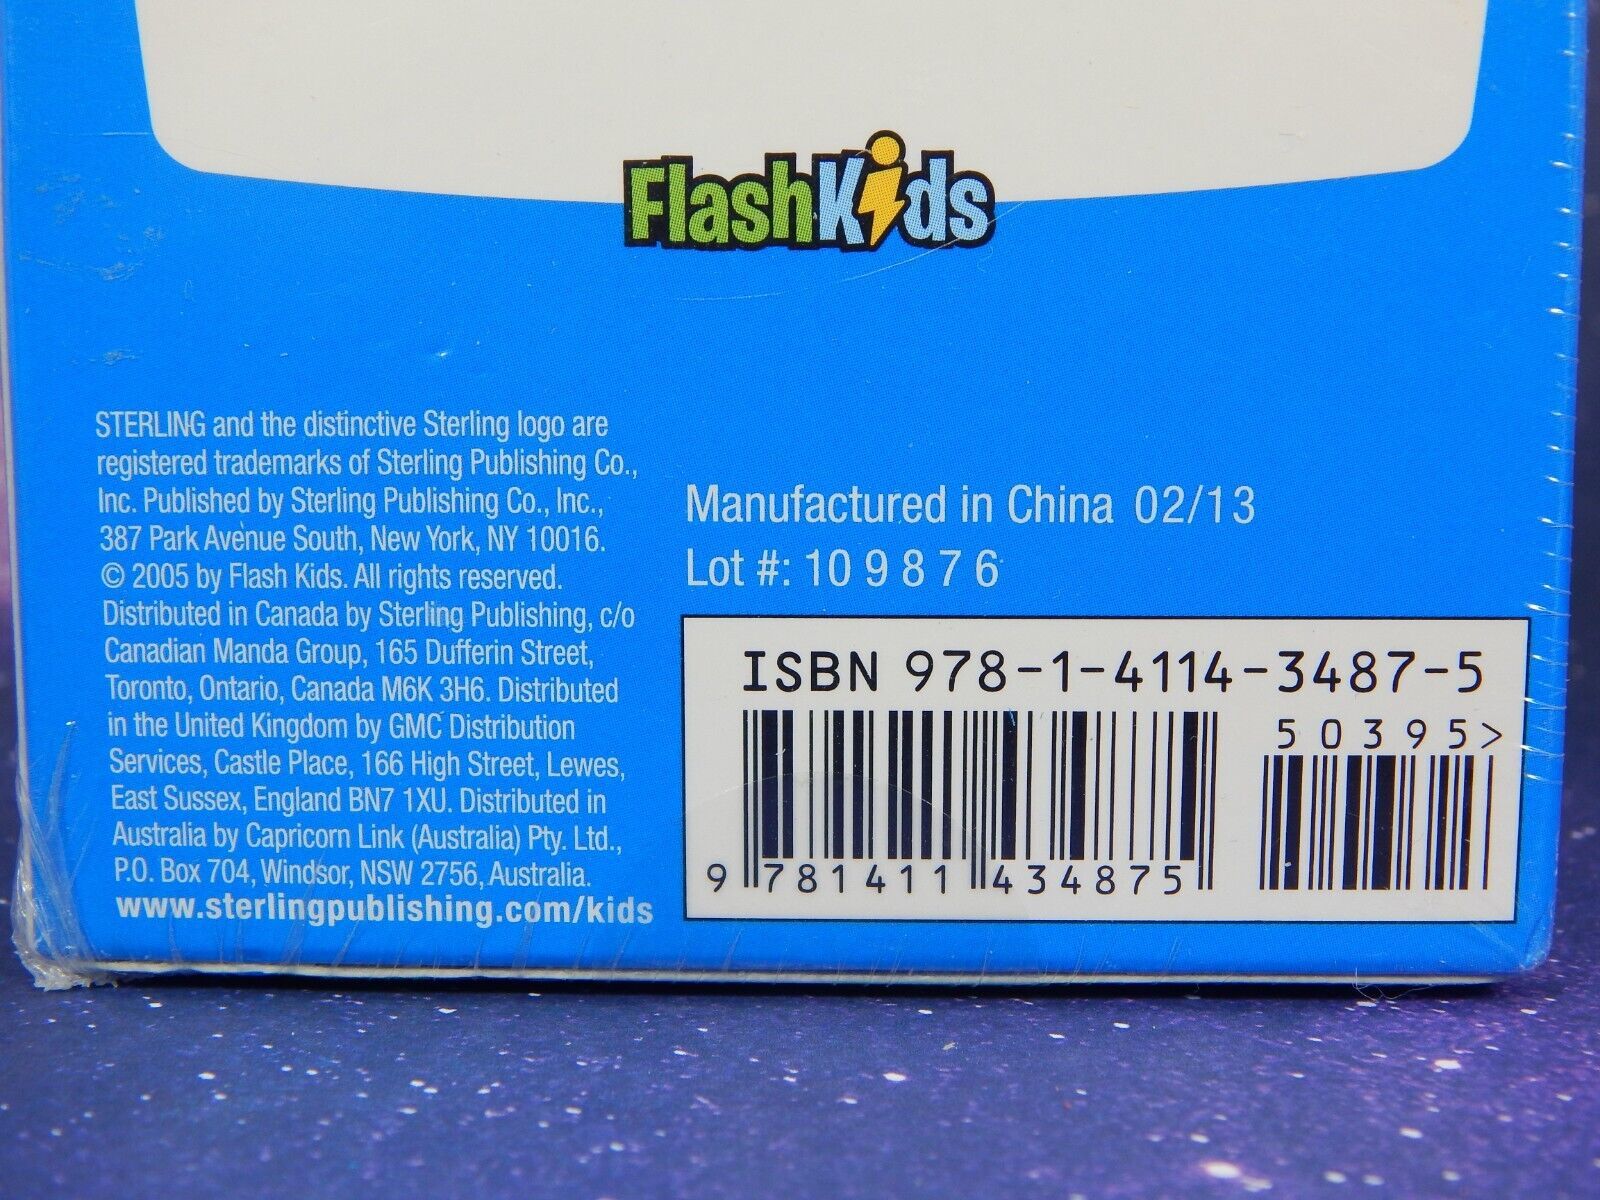 FlashKids
STERLING and the distinctive Sterling logo are
registered trademarks of Sterling Publishing Co.,
Inc. Published by Sterling Publishing Co., Inc.,
387 Park Avenue South, New York, NY 10016.
© 2005 by Flash Kids. All rights reserved.
Distributed in Canada by Sterling Publishing, c/o
Canadian Manda Group, 165 Dufferin Street,
Toronto, Ontario, Canada M6K 3H6. Distributed
in the United Kingdom by GMC Distribution
Services, Castle Place, 166 High Street, Lewes,
East Sussex, England BN7 1XU. Distributed in
Australia by Capricorn Link (Australia) Pty. Ltd.,
P.O. Box 704, Windsor, NSW 2756, Australia.
www.sterlingpublishing.com/kids
Manufactured in China 02/13
Lot #: 10 9 8 7 6
ISBN 978-1-4114-3487-5
50395>
9 781411 434875